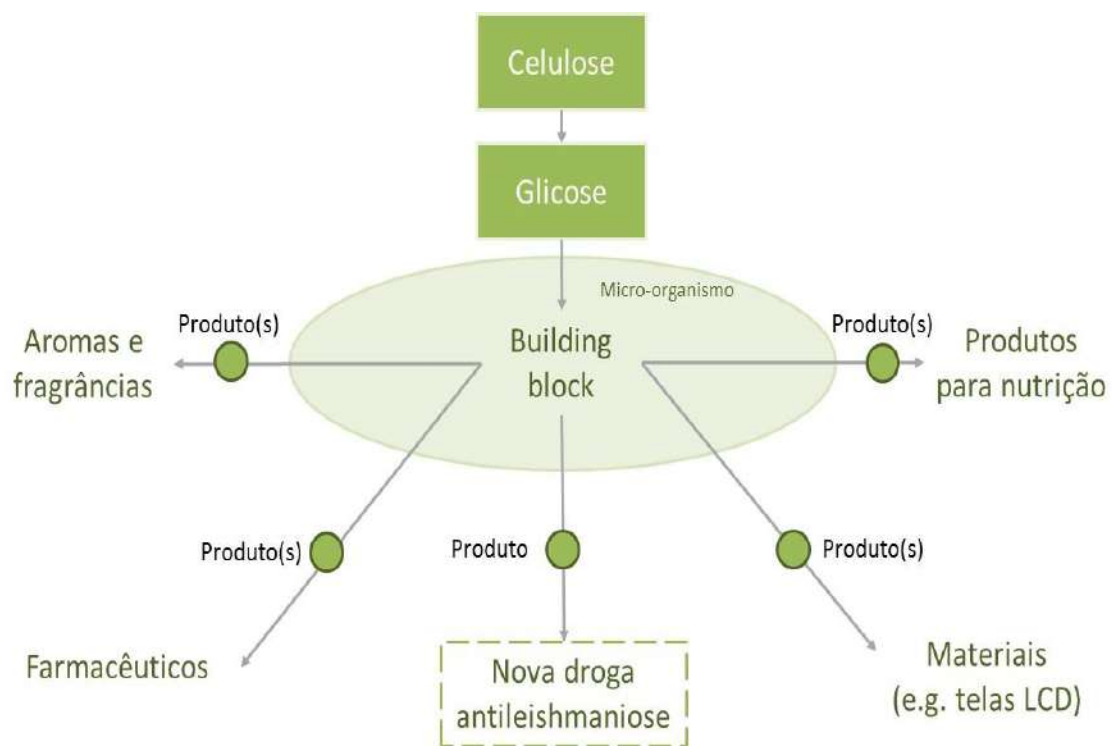 Celulose
Glicose
Micro-organismo
Produto(s)
Produto(s)
Aromas e
fragrâncias
Building
block
Produtos
para nutrição
Produto(s)
Produto
Produto(s)
Farmacêuticos
Nova droga
antileishmaniose
Materiais
(e.g. telas LCD)